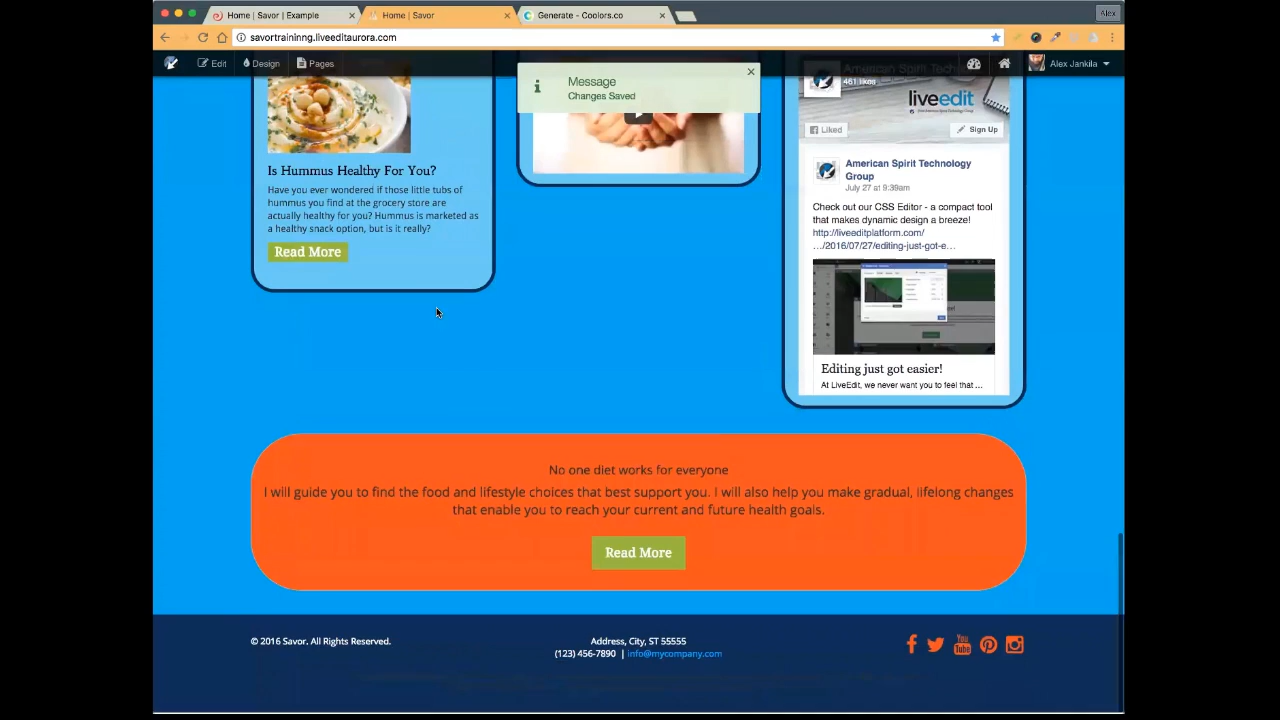 Home | Savor | Example
Home | Savor
Generate - Coolors.co
Alex
savortraininng.liveeditaurora.com
Edit
Design
Pages
Alex Jankila
Message
Changes Saved
American Spirit Technology
461 likes
liveedit
Liked
Sign Up
Is Hummus Healthy For You?
Have you ever wondered if those little tubs of
hummus you find at the grocery store are
actually healthy for you? Hummus is marketed as
a healthy snack option, but is it really?
Read More
American Spirit Technology
Group
July 27 at 9:39am
Check out our CSS Editor - a compact tool
that makes dynamic design a breeze!
http://liveeditplatform.com/
…/2016/07/27/editing-just-got-e…
Editing just got easier!
At LiveEdit, we never want you to feel that ...
No one diet works for everyone
I will guide you to find the food and lifestyle choices that best support you. I will also help you make gradual, lifelong changes
that enable you to reach your current and future health goals.
Read More
© 2016 Savor. All Rights Reserved.
Address, City, ST 55555
(123) 456-7890 | info@mycompany.com
You
Tube